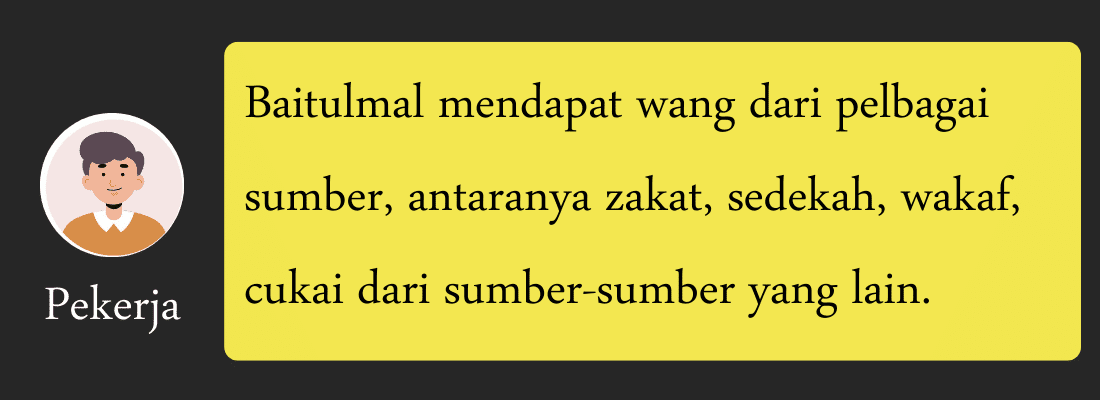 Baitulmal mendapat wang dari pelbagai
sumber, antaranya zakat, sedekah, wakaf,
cukai dari sumber-sumber yang lain.
Pekerja